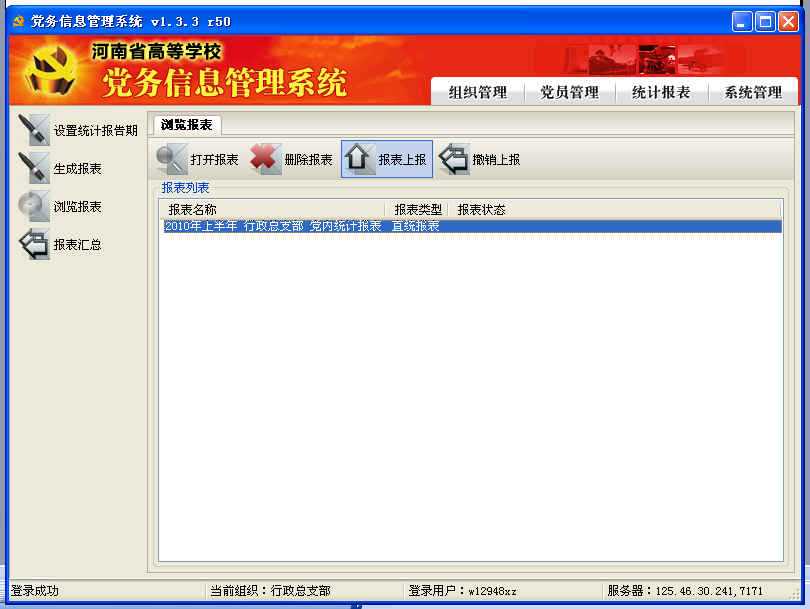 党务信息管理系统 v1.3.3 r50
河南省高等学校
党务信息管理系统
组织管理 党员管理 统计报表 系统管理
设置统计报告期
生成报表
浏览报表
报表汇总
浏览报表
打开报表 删除报表 报表上报 撤销上报
报表列表
报表名称 报表类型 报表状态
2010年上半年 行政总支部 党内统计报表 直统报表
登录成功 当前组织：行政总支部 登录用户：w12948xz 服务器：125.46.30.241,7171